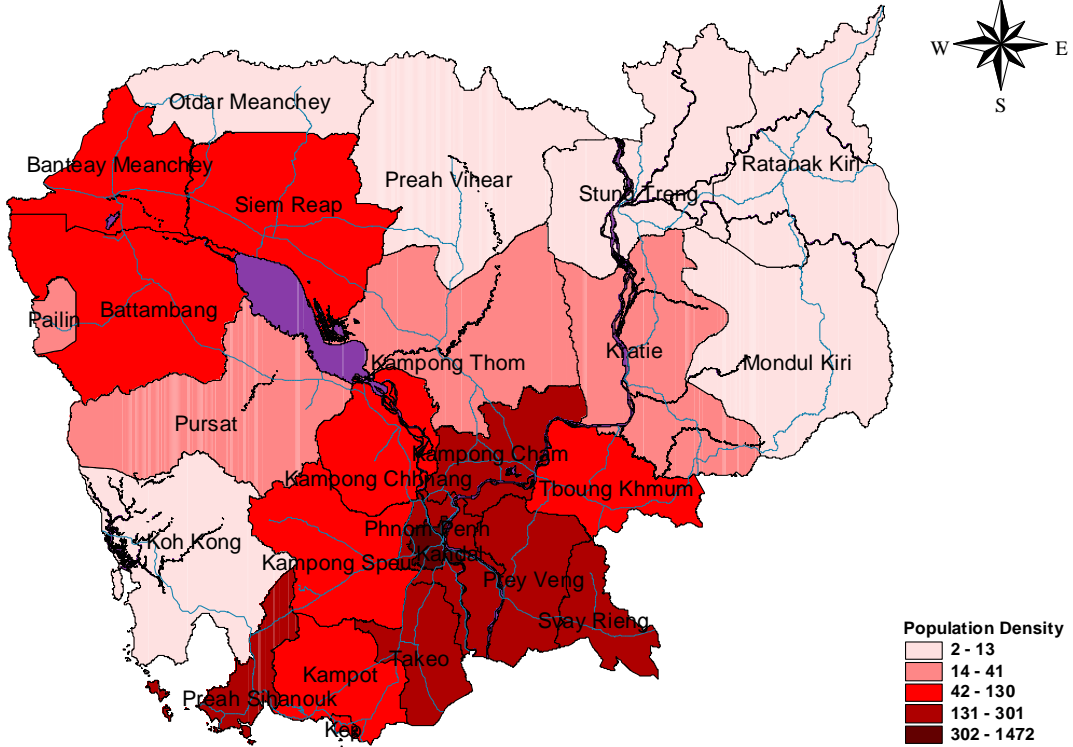 W
E
S
Otdar Meanchey
Banteay Meanchey
Siem Reap
Preah Vihear
Stung Treng
Ratanak Kiri
Battambang
Pailin
Kampong Thom
Kratie
Mondul Kiri
Pursat
Kampong Cham
Kampong Chhnang
Tboung Khmum
Phnom Penh
Koh Kong
Kandal
Kampong Speu
Prey Veng
Svay Rieng
Takeo
Kampot
Preah Sihanouk
Kep
Population Density
2 - 13
14 - 41
42 - 130
131 - 301
302 - 1472